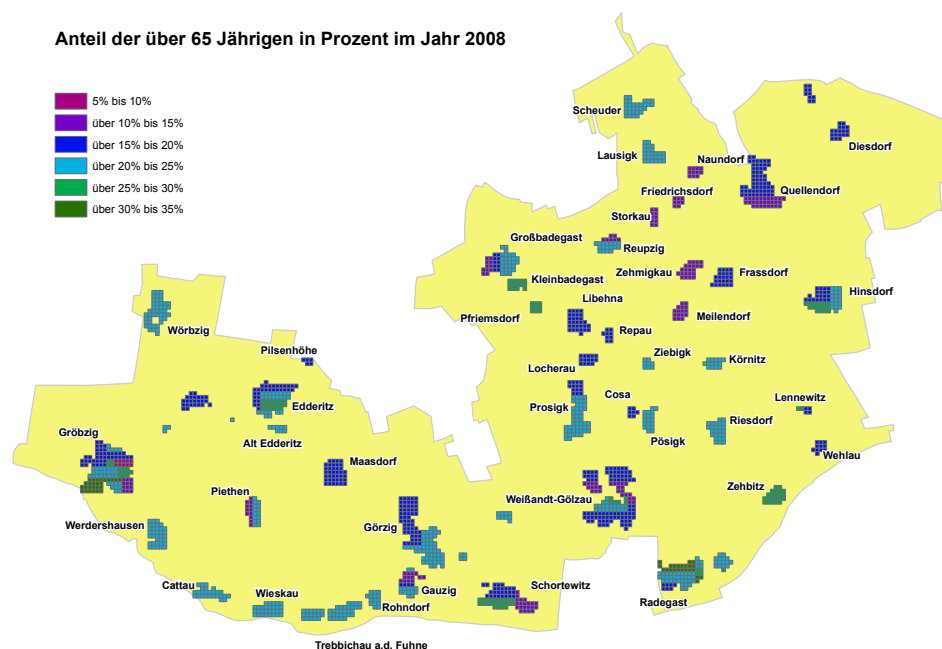 Anteil der über 65 Jährigen in Prozent im Jahr 2008
5% bis 10%
über 10% bis 15%
über 15% bis 20%
über 20% bis 25%
über 25% bis 30%
über 30% bis 35%
Scheuder
Diesdorf
Lausigk
Naundorf
Quellendorf
Friedrichsdorf
Storkau
Großbadegast
Reupzig
Zehmigkau
Frassdorf
Kleinbadegast
Hinsdorf
Libehna
Pfriemsdorf
Meilendorf
Wörbzig
Repau
Pilsenhöhe
Ziebigk
Körnitz
Locherau
Edderitz
Prosigk
Cosa
Lennewitz
Gröbzig
Alt Edderitz
Pösigk
Riesdorf
Wehlau
Maasdorf
Zehbitz
Piethen
Weißandt-Gölzau
Werdershausen
Görzig
Cattau
Wieskau
Rohndorf
Gauzig
Schortewitz
Radegast
Trebbichau a.d. Fuhne